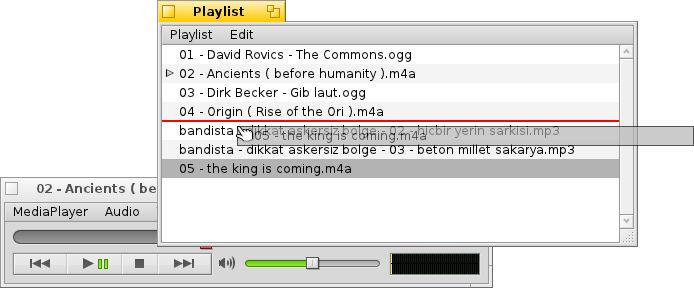 Playlist
Playlist Edit
01 - David Rovics - The Commons.ogg
02 - Ancients ( before humanity ).m4a
03 - Dirk Becker - Gib laut.ogg
04 - Origin ( Rise of the Ori ).m4a
bandista - dikkat askersiz bolge - 02 - hicbir yerin sarkisi.mp3
05 - the king is coming.m4a
bandista - dikkat askersiz bolge - 03 - beton millet sakarya.mp3
05 - the king is coming.m4a
02 - Ancients ( be
MediaPlayer Audio